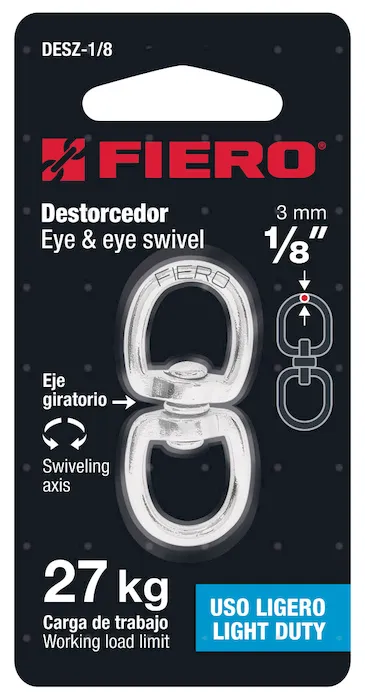 DESZ-1/8
FIERO®
Destorcedor
Eye & eye swivel
3 mm
1/8"
FIERO
Eje
giratorio
Swiveling
axis
27 kg
Carga de trabajo
Working load limit
USO LIGERO
LIGHT DUTY